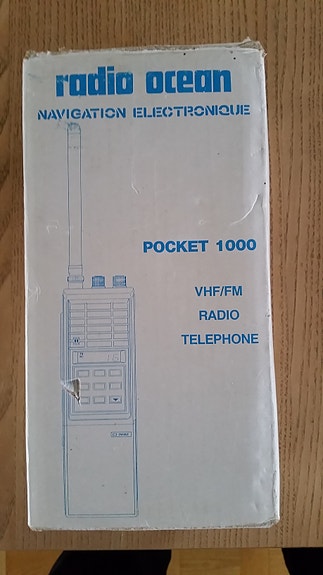 radio ocean
NAVIGATION ELECTRONIQUE
POCKET 1000
VHF/FM
RADIO
TELEPHONE